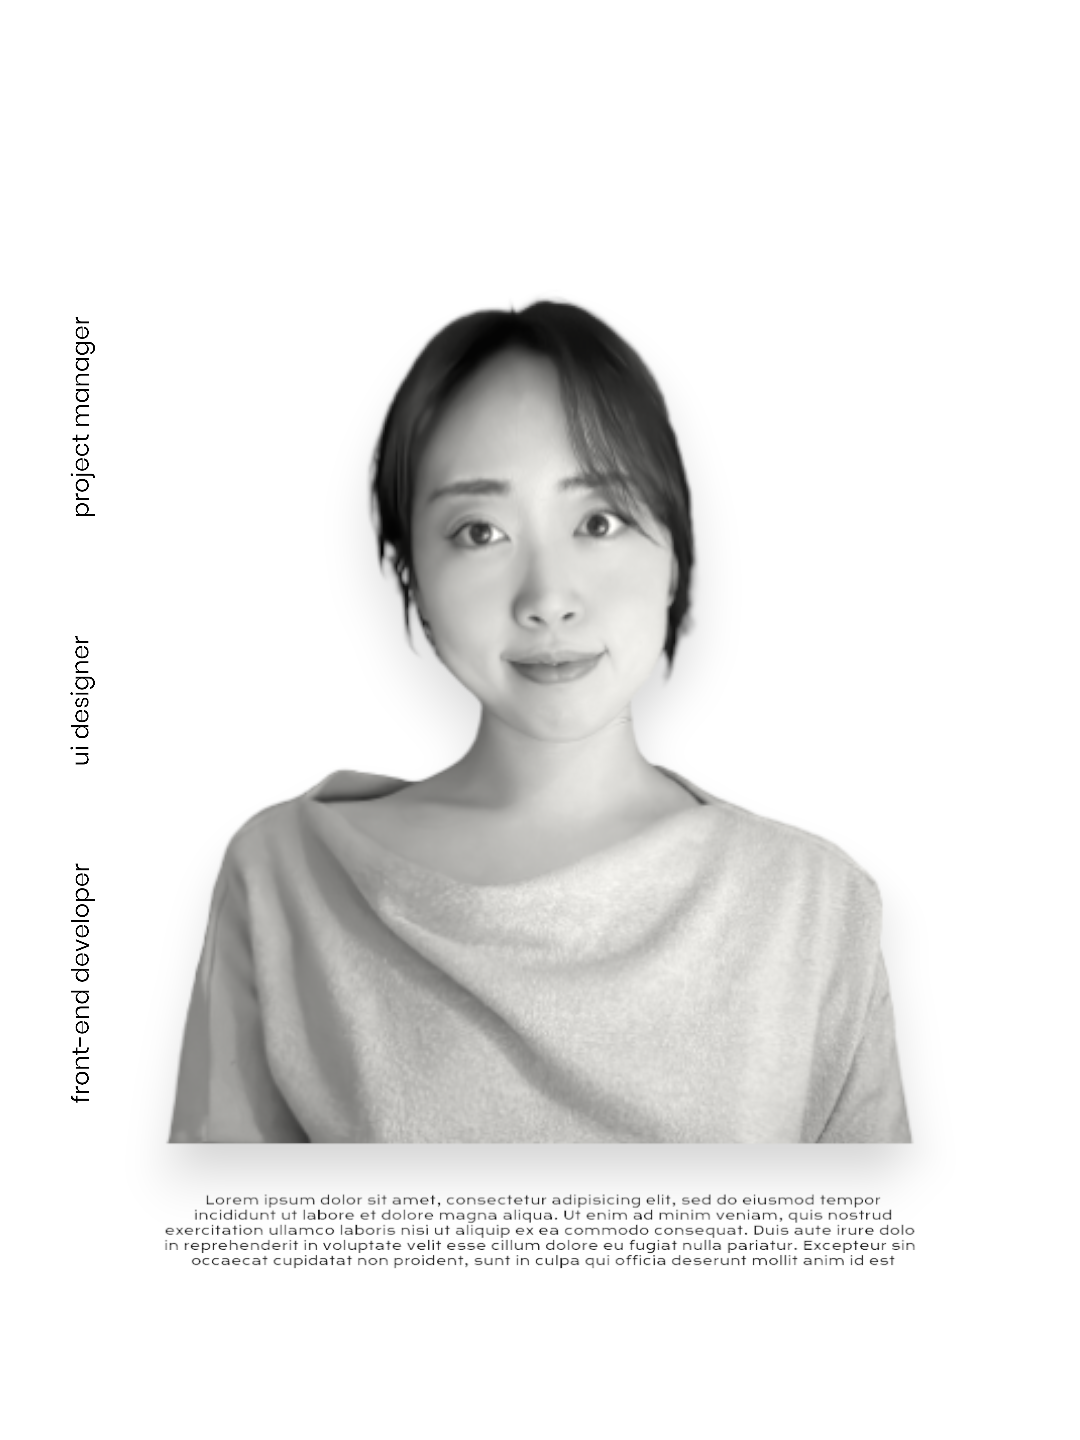 project manager
ui designer
front-end developer
Lorem ipsum dolor sit amet, consectetur adipisicing elit, sed do eiusmod tempor
incididunt ut labore et dolore magna aliqua. Ut enim ad minim veniam, quis nostrud
exercitation ullamco laboris nisi ut aliquip ex ea commodo consequat. Duis aute irure dolo
in reprehenderit in voluptate velit esse cillum dolore eu fugiat nulla pariatur. Excepteur sin
occaecat cupidatat non proident, sunt in culpa qui officia deserunt mollit anim id est